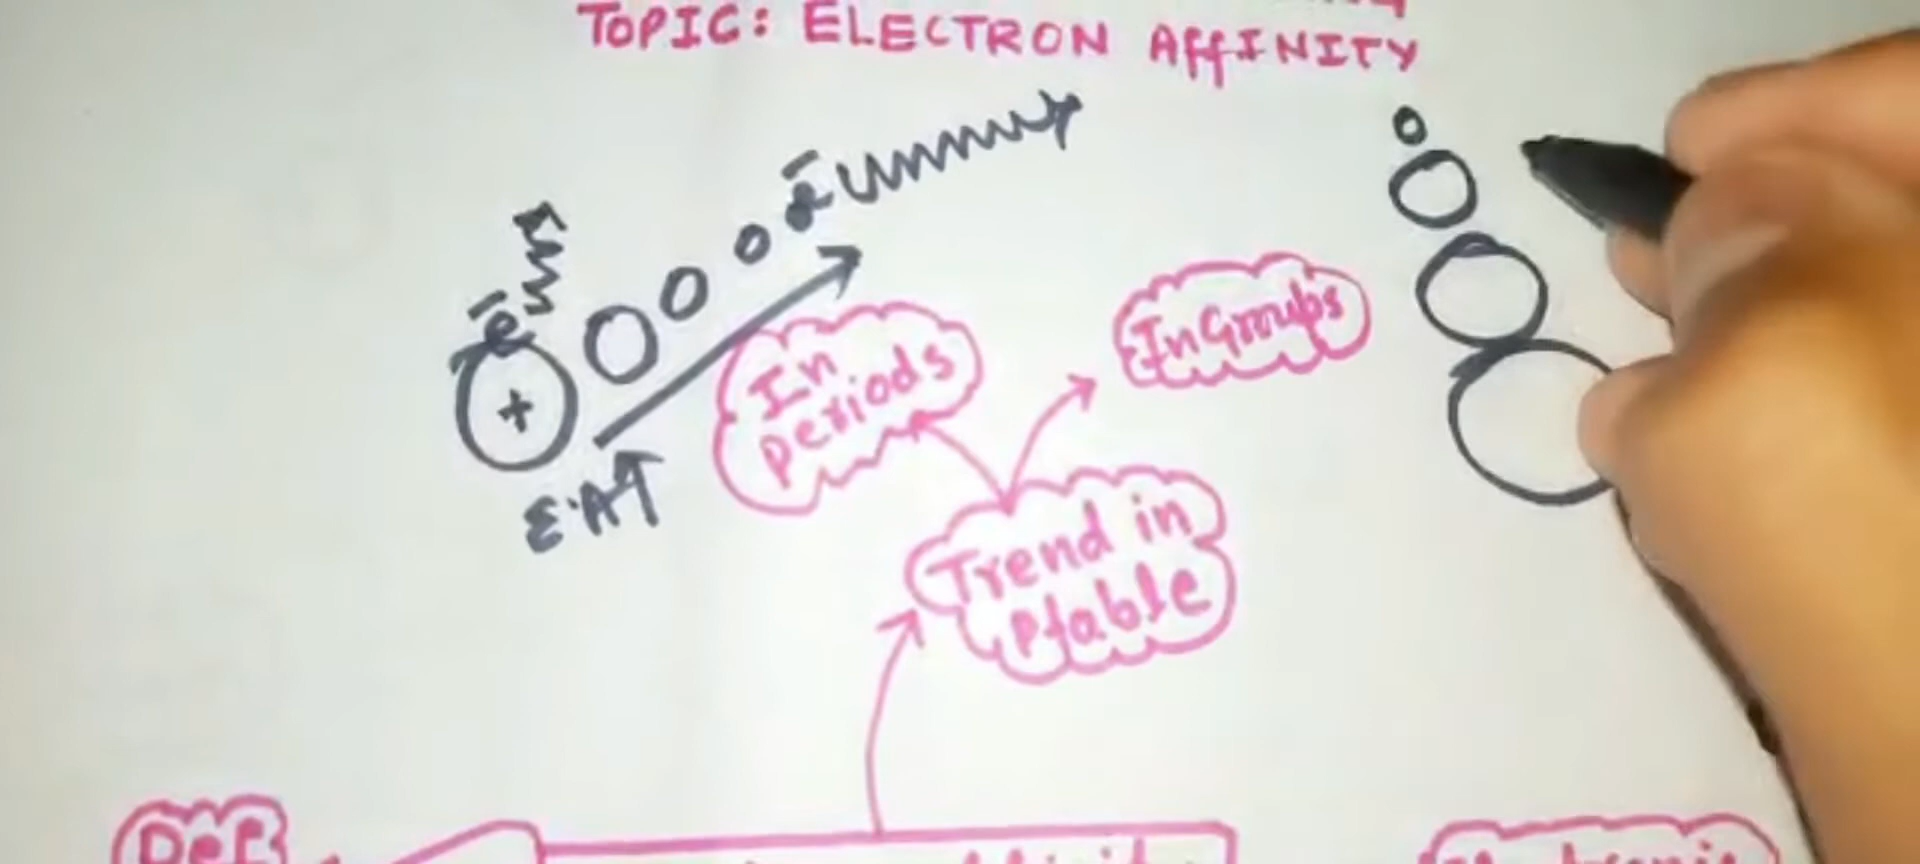 TOPIC: ELECTRON AFFINITY
ē
ē
+
E.A↑
In
periods
In Groups
Trend in
Ptable
Def